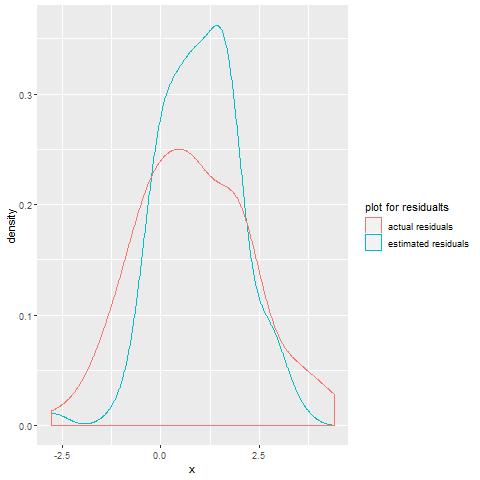 density
0.3
0.2
0.1
0.0
-2.5
0.0
2.5
x
plot for residualts
actual residuals
estimated residuals